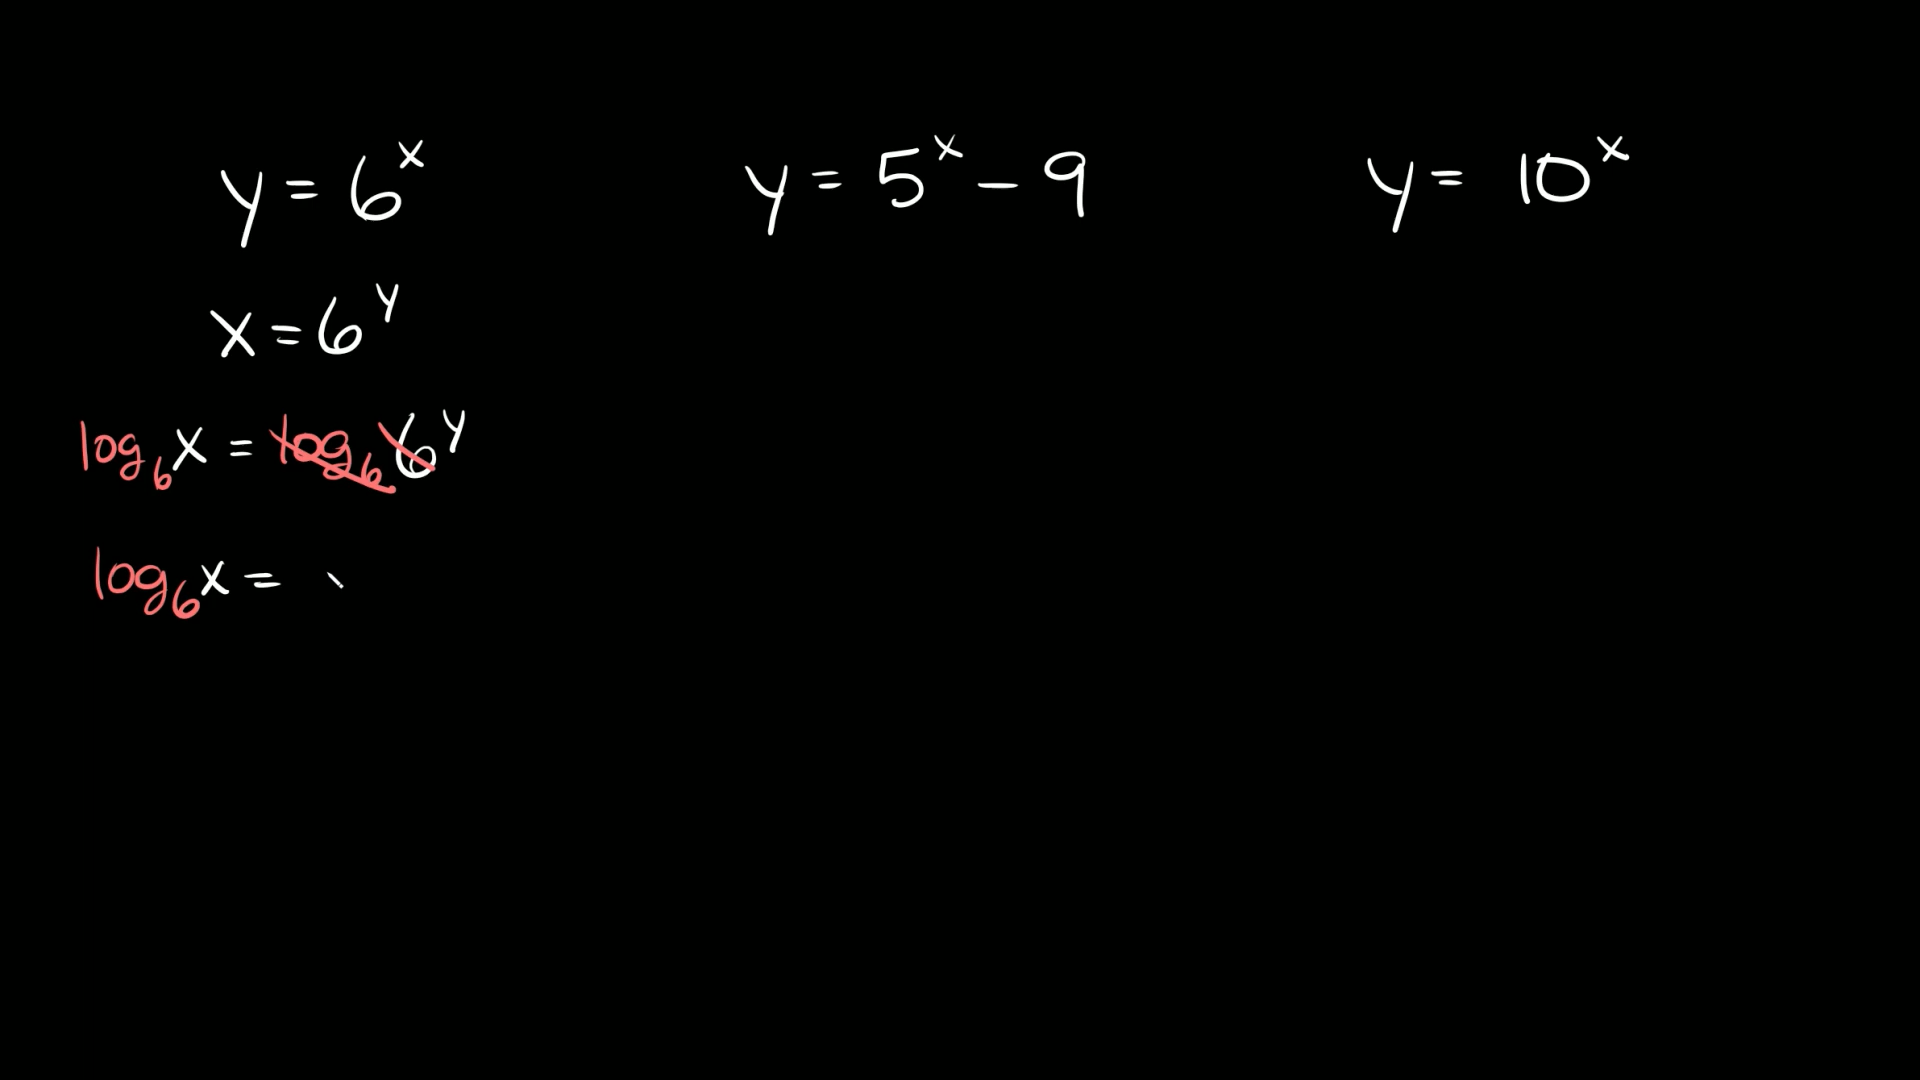 y = 6^x
x = 6^y
log_6 x = log_6 6^y
log_6 x =
y = 5^x - 9
y = 10^x